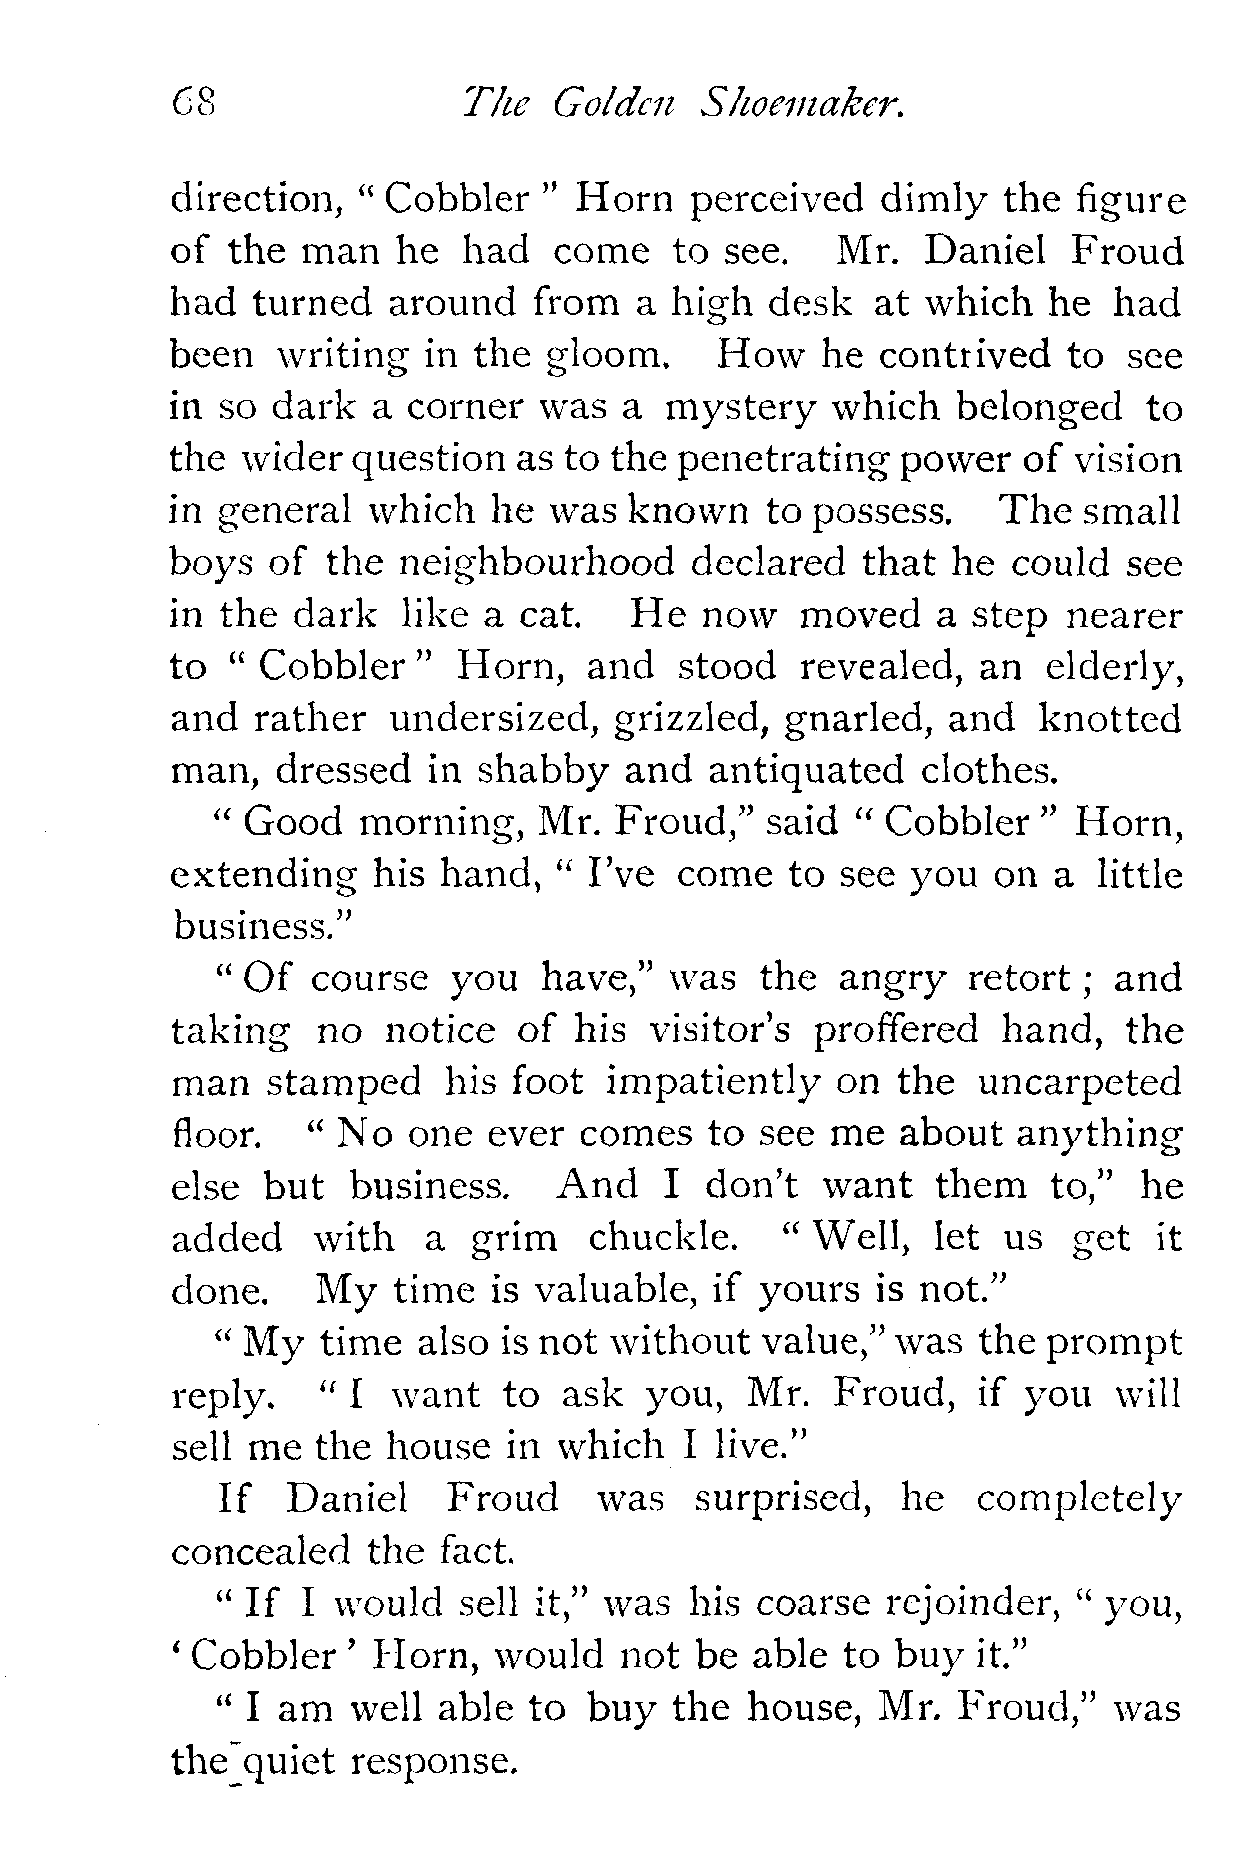 68 The Golden Shoemaker.
direction, “ Cobbler ” Horn perceived dimly the figure
of the man he had come to see. Mr. Daniel Froud
had turned around from a high desk at which he had
been writing in the gloom. How he contrived to see
in so dark a corner was a mystery which belonged to
the wider question as to the penetrating power of vision
in general which he was known to possess. The small
boys of the neighbourhood declared that he could see
in the dark like a cat. He now moved a step nearer
to “ Cobbler ” Horn, and stood revealed, an elderly,
and rather undersized, grizzled, gnarled, and knotted
man, dressed in shabby and antiquated clothes.
“ Good morning, Mr. Froud,” said “ Cobbler ” Horn,
extending his hand, “ I’ve come to see you on a little
business.”
“ Of course you have,” was the angry retort ; and
taking no notice of his visitor’s proffered hand, the
man stamped his foot impatiently on the uncarpeted
floor. “ No one ever comes to see me about anything
else but business. And I don’t want them to,” he
added with a grim chuckle. “ Well, let us get it
done. My time is valuable, if yours is not.”
“ My time also is not without value,” was the prompt
reply. “ I want to ask you, Mr. Froud, if you will
sell me the house in which I live.”
If Daniel Froud was surprised, he completely
concealed the fact.
“ If I would sell it,” was his coarse rejoinder, “ you,
‘ Cobbler ’ Horn, would not be able to buy it.”
“ I am well able to buy the house, Mr. Froud,” was
the quiet response.